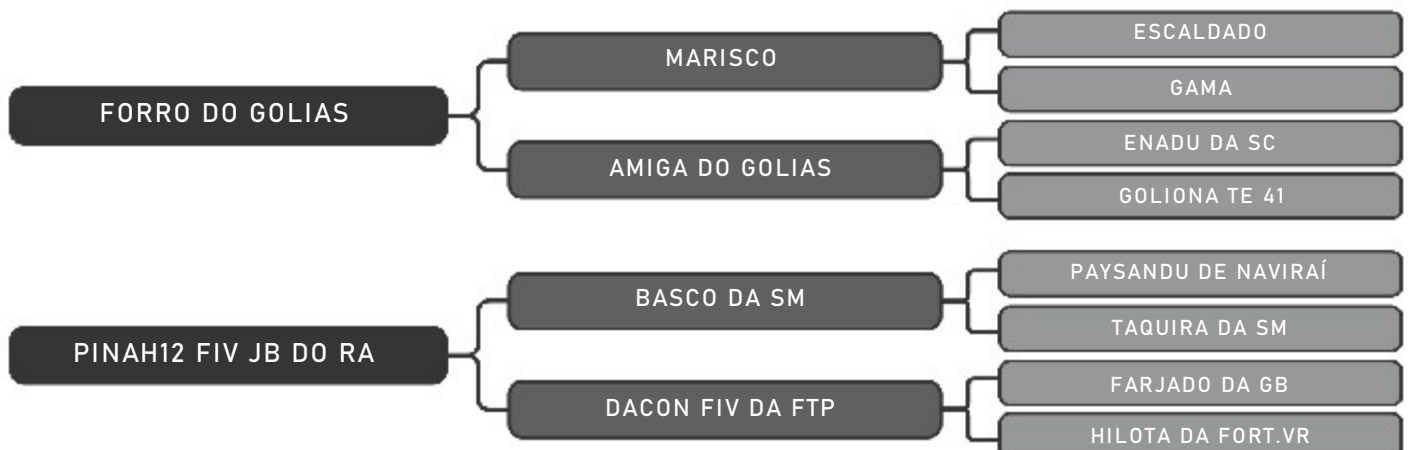 FORRO DO GOLIAS
MARISCO
ESCALDADO
GAMA
AMIGA DO GOLIAS
ENADU DA SC
GOLIONA TE 41
PINAH12 FIV JB DO RA
BASCO DA SM
PAYSANDU DE NAVIRAÍ
TAQUIRA DA SM
DACON FIV DA FTP
FARJADO DA GB
HILOTA DA FORT.VR